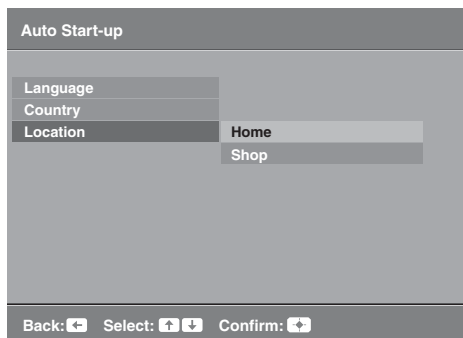 Auto Start-up
Language
Country
Location Home
Shop
Back: Select: Confirm: